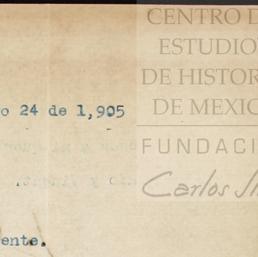 CENTRO D
ESTUDIO
DE HISTOR
DE MEXIC
FUNDACI
Carlos Sl
o 24 de 1,905
ente.